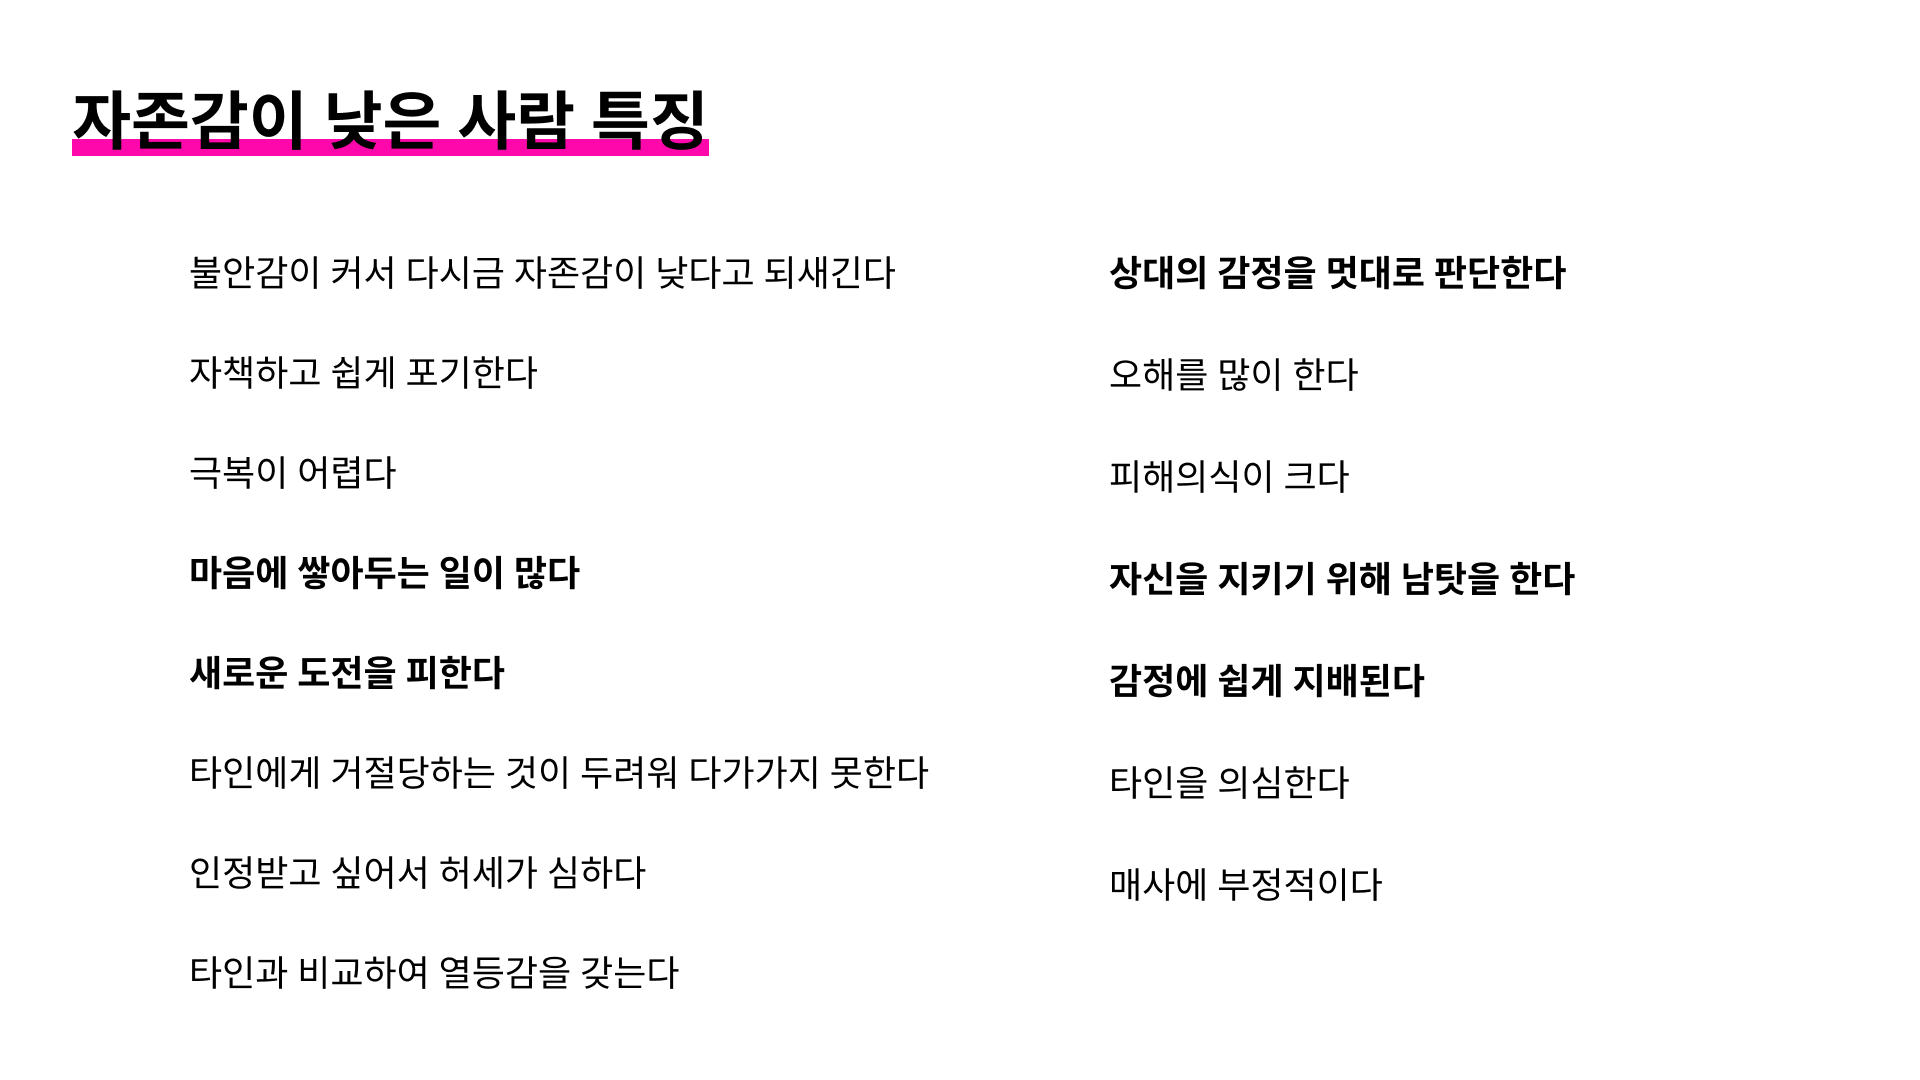 자존감이 낮은 사람 특징
불안감이 커서 다시금 자존감이 낮다고 되새긴다
자책하고 쉽게 포기한다
극복이 어렵다
마음에 쌓아두는 일이 많다
새로운 도전을 피한다
타인에게 거절당하는 것이 두려워 다가가지 못한다
인정받고 싶어서 허세가 심하다
타인과 비교하여 열등감을 갖는다
상대의 감정을 멋대로 판단한다
오해를 많이 한다
피해의식이 크다
자신을 지키기 위해 남탓을 한다
감정에 쉽게 지배된다
타인을 의심한다
매사에 부정적이다